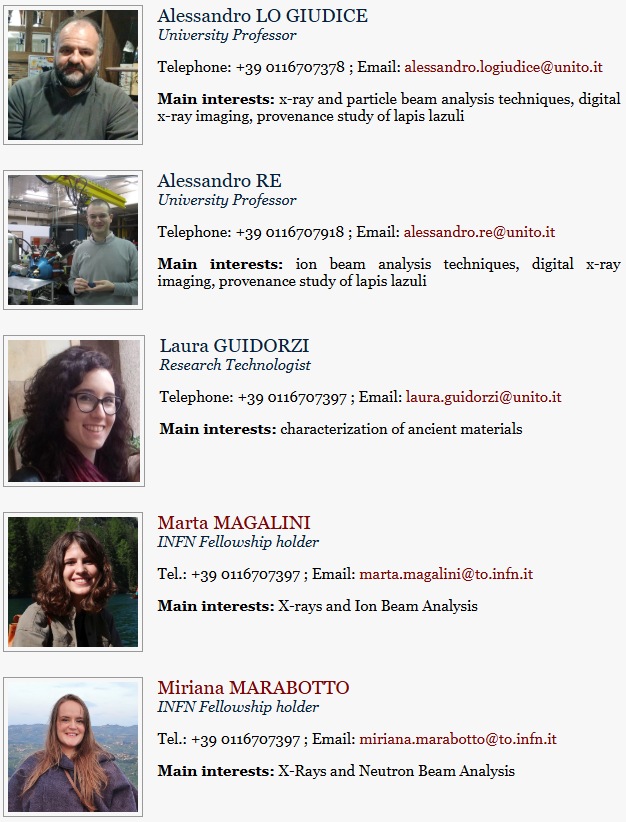 Alessandro LO GIUDICE
University Professor
Telephone: +39 0116707378 ; Email: alessandro.logiudice@unito.it
Main interests: x-ray and particle beam analysis techniques, digital
x-ray imaging, provenance study of lapis lazuli
Alessandro RE
University Professor
Telephone: +39 0116707918 ; Email: alessandro.re@unito.it
Main interests: ion beam analysis techniques, digital x-ray
imaging, provenance study of lapis lazuli
Laura GUIDORZI
Research Technologist
Telephone: +39 0116707397 ; Email: laura.guidorzi@unito.it
Main interests: characterization of ancient materials
Marta MAGALINI
INFN Fellowship holder
Tel.: +39 0116707397 ; Email: marta.magalini@to.infn.it
Main interests: X-rays and Ion Beam Analysis
Miriana MARABOTTO
INFN Fellowship holder
Tel.: +39 0116707397 ; Email: miriana.marabotto@to.infn.it
Main interests: X-Rays and Neutron Beam Analysis